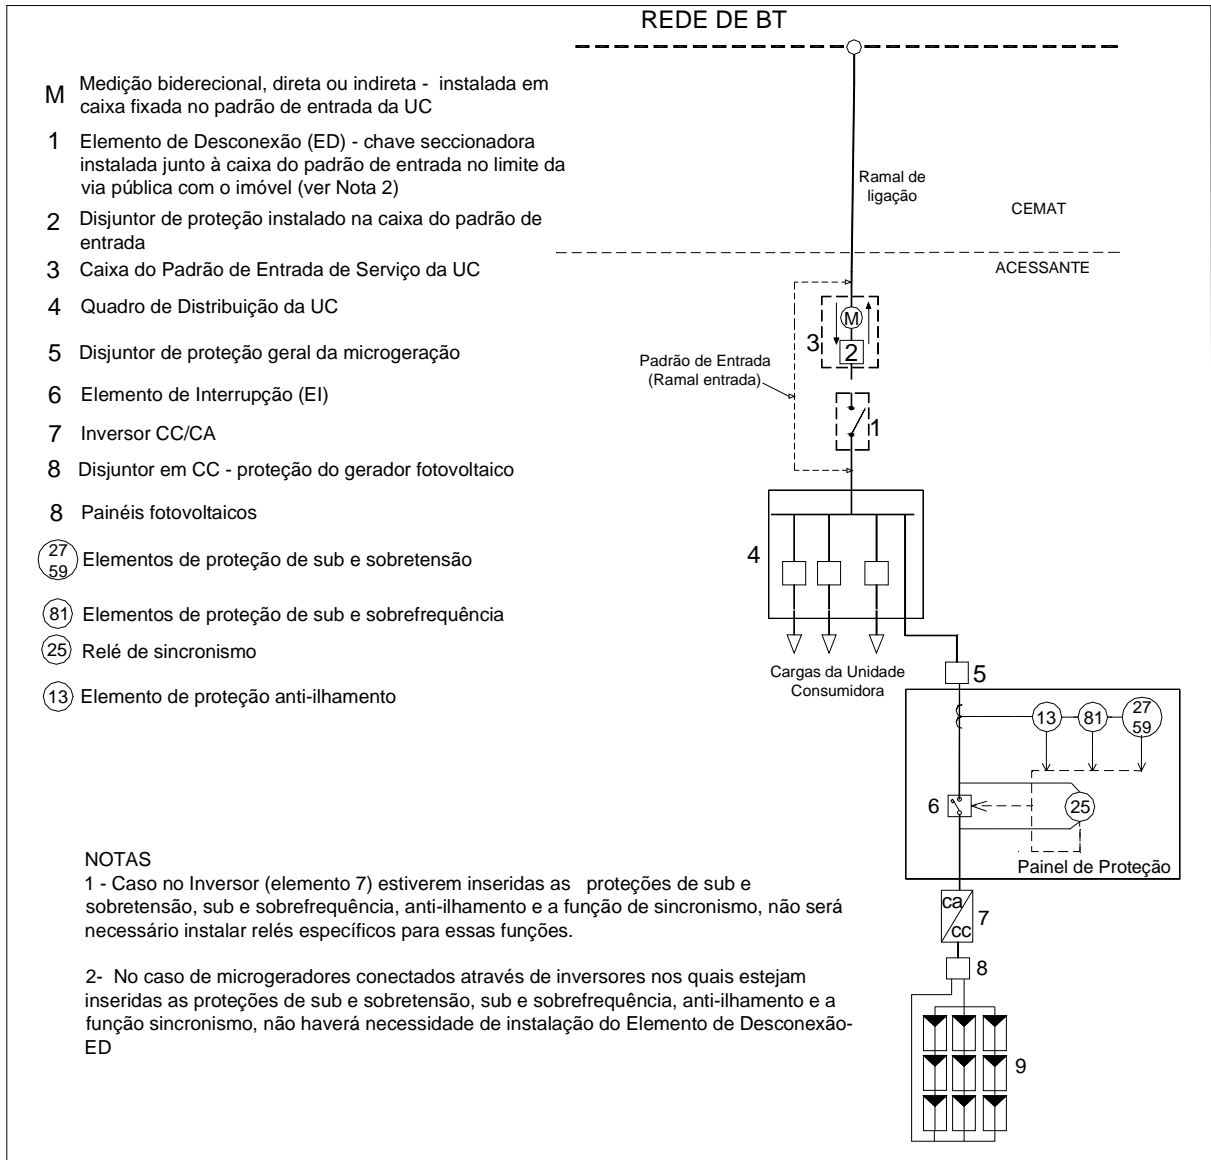 REDE DE BT
M Medição biderecional, direta ou indireta - instalada em
caixa fixada no padrão de entrada da UC
1 Elemento de Desconexão (ED) - chave seccionadora
instalada junto à caixa do padrão de entrada no limite da
via pública com o imóvel (ver Nota 2)
2 Disjuntor de proteção instalado na caixa do padrão de
entrada
3 Caixa do Padrão de Entrada de Serviço da UC
4 Quadro de Distribuição da UC
5 Disjuntor de proteção geral da microgeração
6 Elemento de Interrupção (EI)
7 Inversor CC/CA
8 Disjuntor em CC - proteção do gerador fotovoltaico
8 Painéis fotovoltaicos
27
59 Elementos de proteção de sub e sobretensão
81 Elementos de proteção de sub e sobrefrequência
25 Relé de sincronismo
13 Elemento de proteção anti-ilhamento
Ramal de
ligação
CEMAT
ACESSANTE
M
3
2
Padrão de Entrada
(Ramal entrada)
1
4
Cargas da Unidade
Consumidora
5
13
81
27
59
6
25
Painel de Proteção
ca
cc
7
8
9
NOTAS
1 - Caso no Inversor (elemento 7) estiverem inseridas as proteções de sub e
sobretensão, sub e sobrefrequência, anti-ilhamento e a função de sincronismo, não será
necessário instalar relés específicos para essas funções.
2- No caso de microgeradores conectados através de inversores nos quais estejam
inseridas as proteções de sub e sobretensão, sub e sobrefrequência, anti-ilhamento e a
função sincronismo, não haverá necessidade de instalação do Elemento de Desconexão-
ED